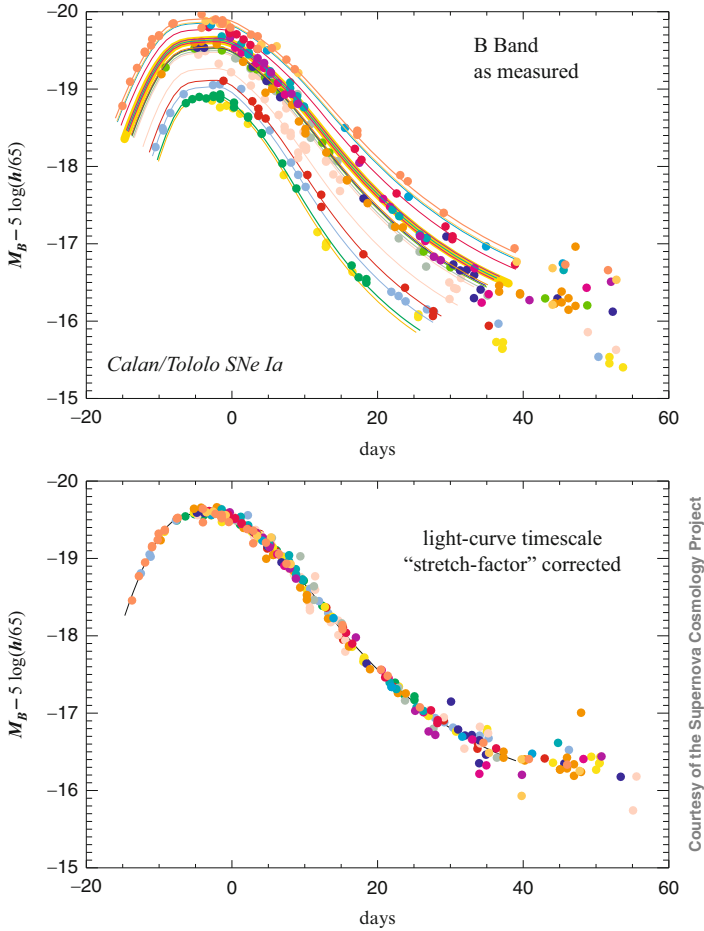 −20
−19
−18
−17
−16
−15
M_B − 5 log(h/65)
B Band
as measured
Calan/Tololo SNe Ia
−20 0 20 40 60
days
−20
−19
−18
−17
−16
−15
M_B − 5 log(h/65)
light-curve timescale
“stretch-factor” corrected
−20 0 20 40 60
days
Courtesy of the Supernova Cosmology Project